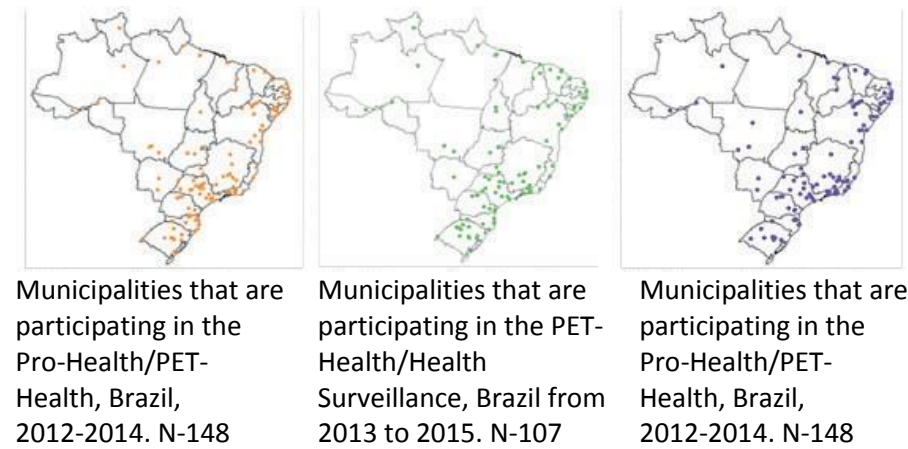 Municipalities that are
participating in the
Pro-Health/PET-
Health, Brazil,
2012-2014. N-148
Municipalities that are
participating in the PET-
Health/Health
Surveillance, Brazil from
2013 to 2015. N-107
Municipalities that are
participating in the
Pro-Health/PET-
Health, Brazil,
2012-2014. N-148